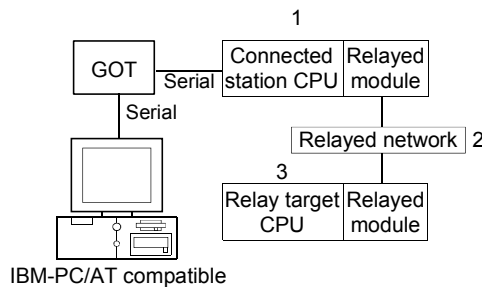 1
GOT
Serial
Connected
station CPU
Relayed
module
Serial
Relayed network
2
3
Relay target
CPU
Relayed
module
IBM-PC/AT compatible